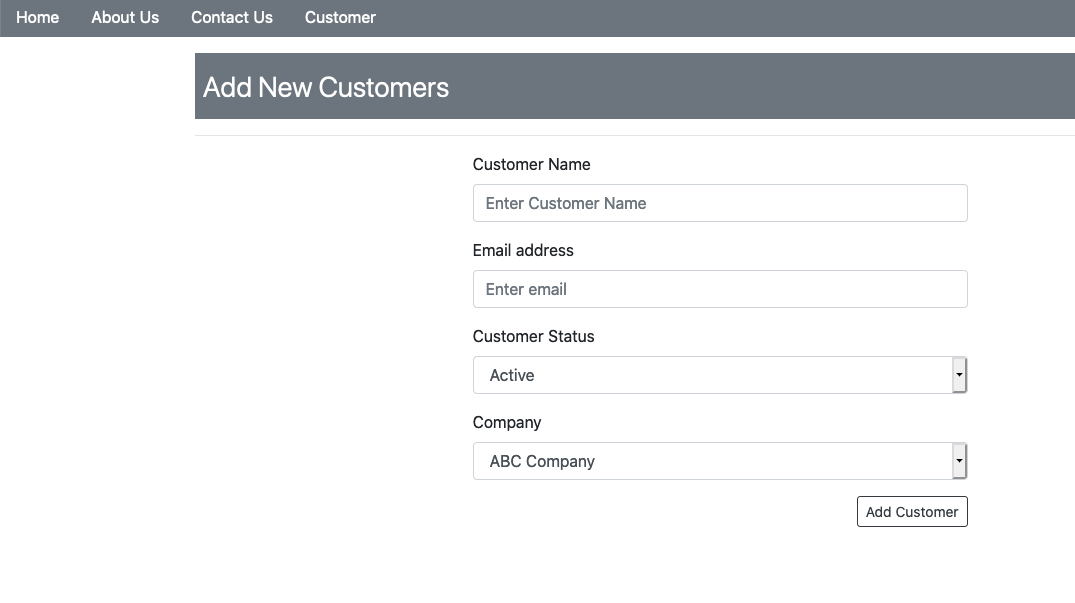 Home About Us Contact Us Customer
Add New Customers
Customer Name
Enter Customer Name
Email address
Enter email
Customer Status
Active
Company
ABC Company
Add Customer